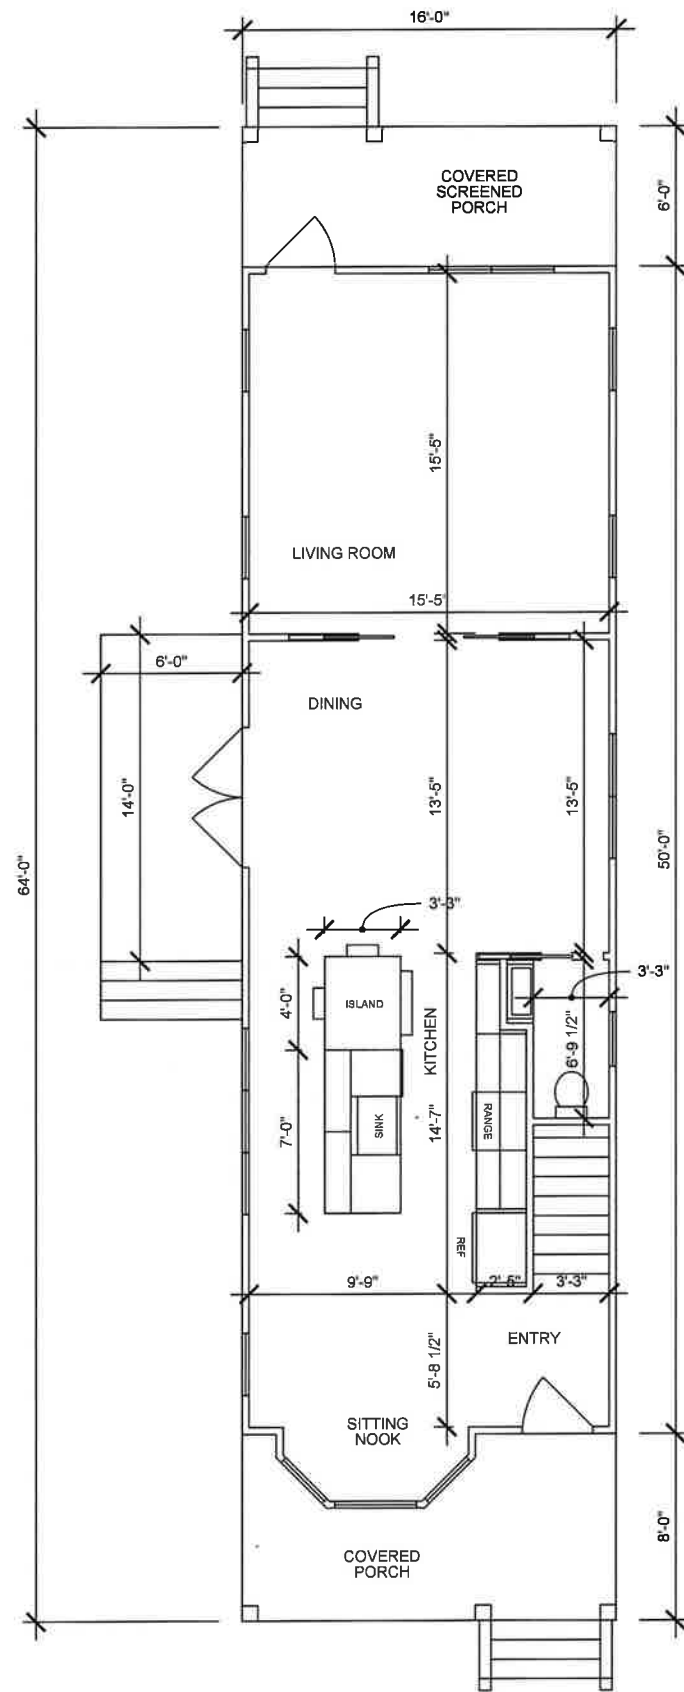 16'-0"
COVERED
SCREENED
PORCH
6'-0"
15'-5"
LIVING ROOM
15'-5"
6'-0"
DINING
14'-0"
13'-5"
13'-5"
50'-0"
64'-0"
3'-3"
3'-3"
4'-0"
ISLAND
KITCHEN
6'-9 1/2"
7'-0"
SINK
14'-7"
RANGE
REF
9'-9"
3'-3"
5'-8 1/2"
ENTRY
SITTING
NOOK
8'-0"
COVERED
PORCH